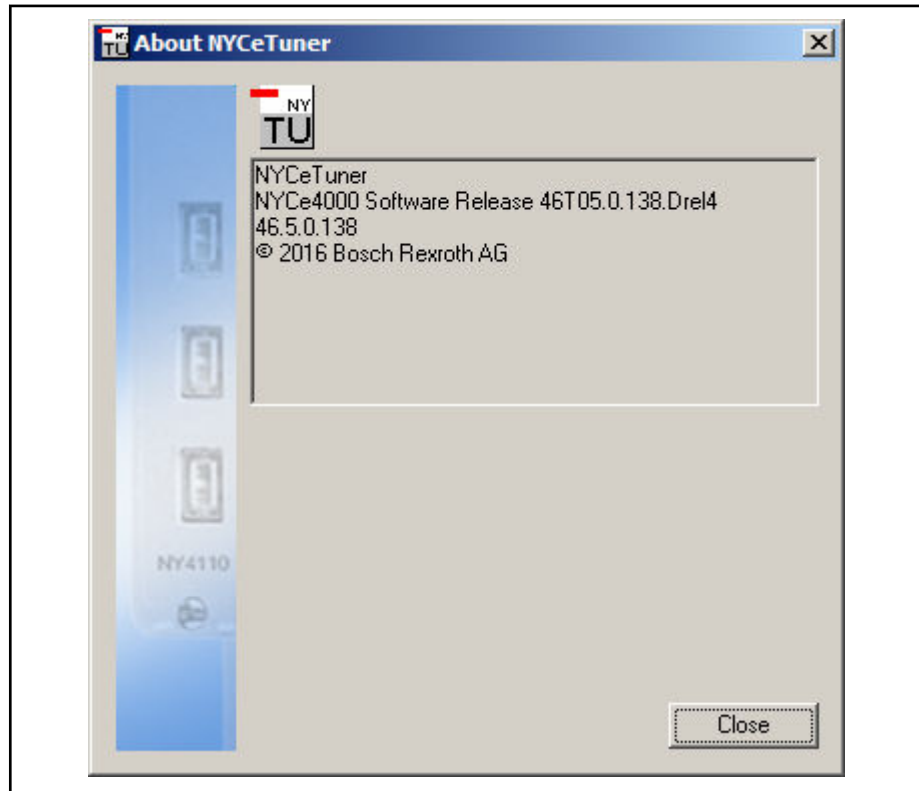 About NYCeTuner
NY
TU
NYCeTuner
NYCe4000 Software Release 46T05.0.138.Drel4
46.5.0.138
© 2016 Bosch Rexroth AG
NY4110
Close